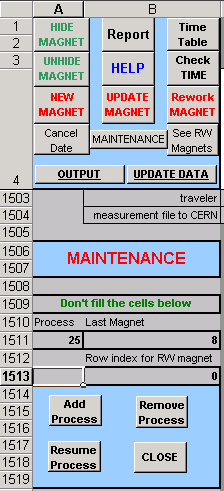 A B
1
2
3
4
HIDE
MAGNET
Report
Time
Table
UNHIDE
MAGNET
HELP
Check
TIME
NEW
MAGNET
UPDATE
MAGNET
Rework
MAGNET
Cancel
Date
MAINTENANCE
See RW
Magnets
OUTPUT
UPDATE DATA
1503 traveler
1504 measurement file to CERN
1505
1506
1507
MAINTENANCE
1508
1509 Don't fill the cells below
1510 Process Last Magnet
1511 25 8
1512 Row index for RW magnet
1513 0
1514
1515
1516
1517
1518
1519
Add
Process
Remove
Process
Resume
Process
CLOSE